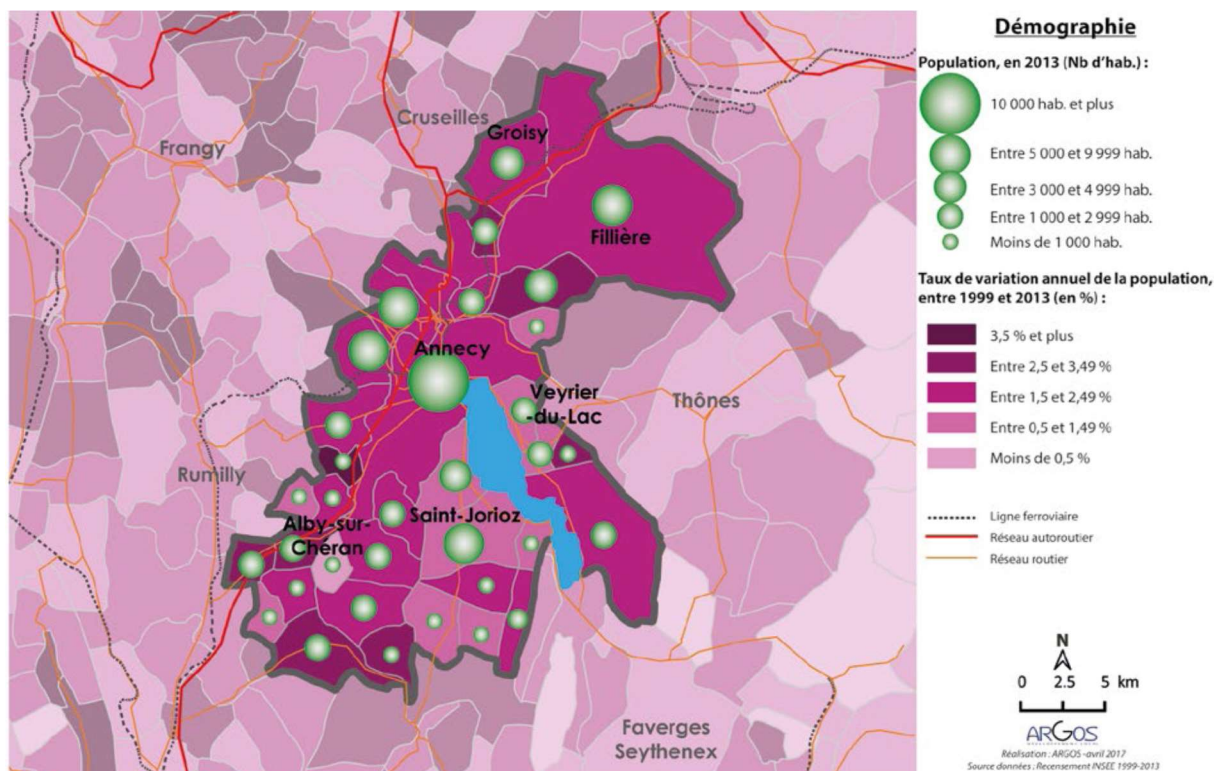 Cruseilles
Groisy
Frangy
Fillière
Annecy
Veyrier
-du-Lac
Thônes
Rumilly
Alby-sur-
Chéran
Saint-Jorioz
Faverges
Seythenex
Démographie
Population, en 2013 (Nb d'hab.) :
10 000 hab. et plus
Entre 5 000 et 9 999 hab.
Entre 3 000 et 4 999 hab.
Entre 1 000 et 2 999 hab.
Moins de 1 000 hab.
Taux de variation annuel de la population,
entre 1999 et 2013 (en %) :
3,5 % et plus
Entre 2,5 et 3,49 %
Entre 1,5 et 2,49 %
Entre 0,5 et 1,49 %
Moins de 0,5 %
Ligne ferroviaire
Réseau autoroutier
Réseau routier
N
0 2.5 5 km
ARGOS
Réalisation : ARGOS -avril 2017
Source données : Recensement INSEE 1999-2013